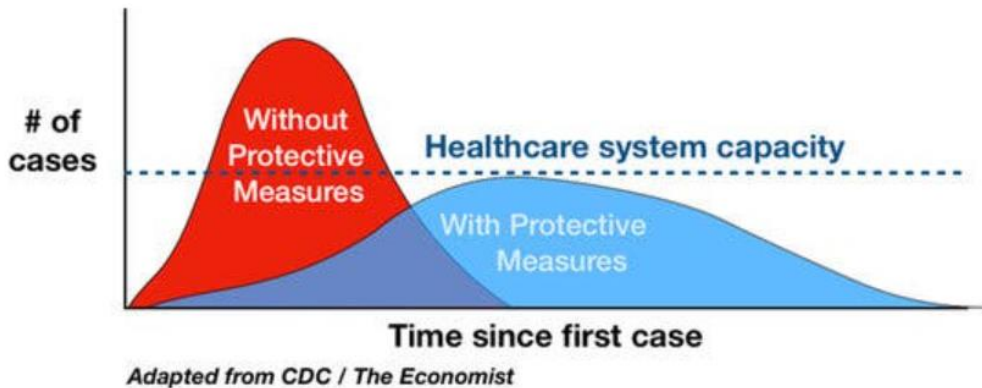 # of
cases
Without
Protective
Measures
Healthcare system capacity
With Protective
Measures
Time since first case
Adapted from CDC / The Economist